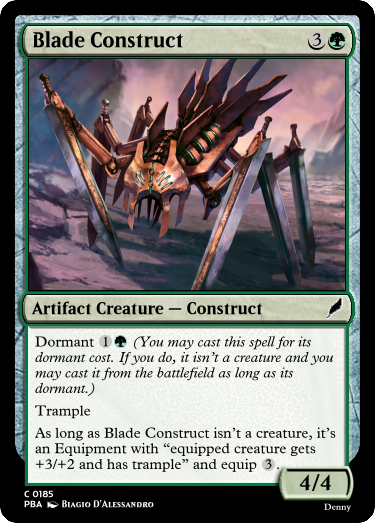 Blade Construct 3
Artifact Creature — Construct
Dormant 1 (You may cast this spell for its
dormant cost. If you do, it isn't a creature and you
may cast it from the battlefield as long as its
dormant.)
Trample
As long as Blade Construct isn't a creature, it's
an Equipment with “equipped creature gets
+3/+2 and has trample” and equip 3.
4/4
C 0185
PBA BIAGIO D'ALESSANDRO
Denny